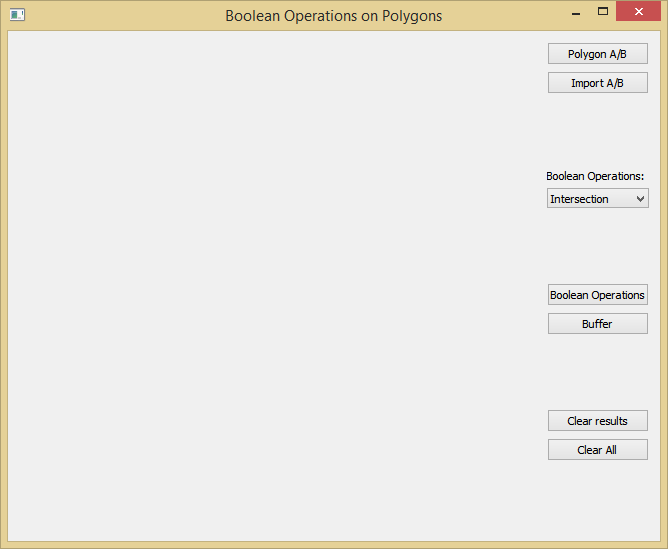 Boolean Operations on Polygons
Polygon A/B
Import A/B
Boolean Operations:
Intersection
Boolean Operations
Buffer
Clear results
Clear All